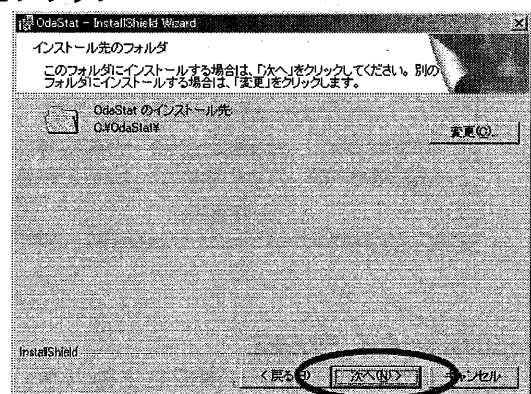 OdaStat - InstallShield Wizard
インストール先のフォルダ
このフォルダにインストールする場合は、「次へ」をクリックしてください。別の
フォルダにインストールする場合は、「変更」をクリックします。
OdaStat のインストール先:
C:¥OdaStat¥
変更(C)...
InstallShield
< 戻る(B)
次へ(N) >
キャンセル